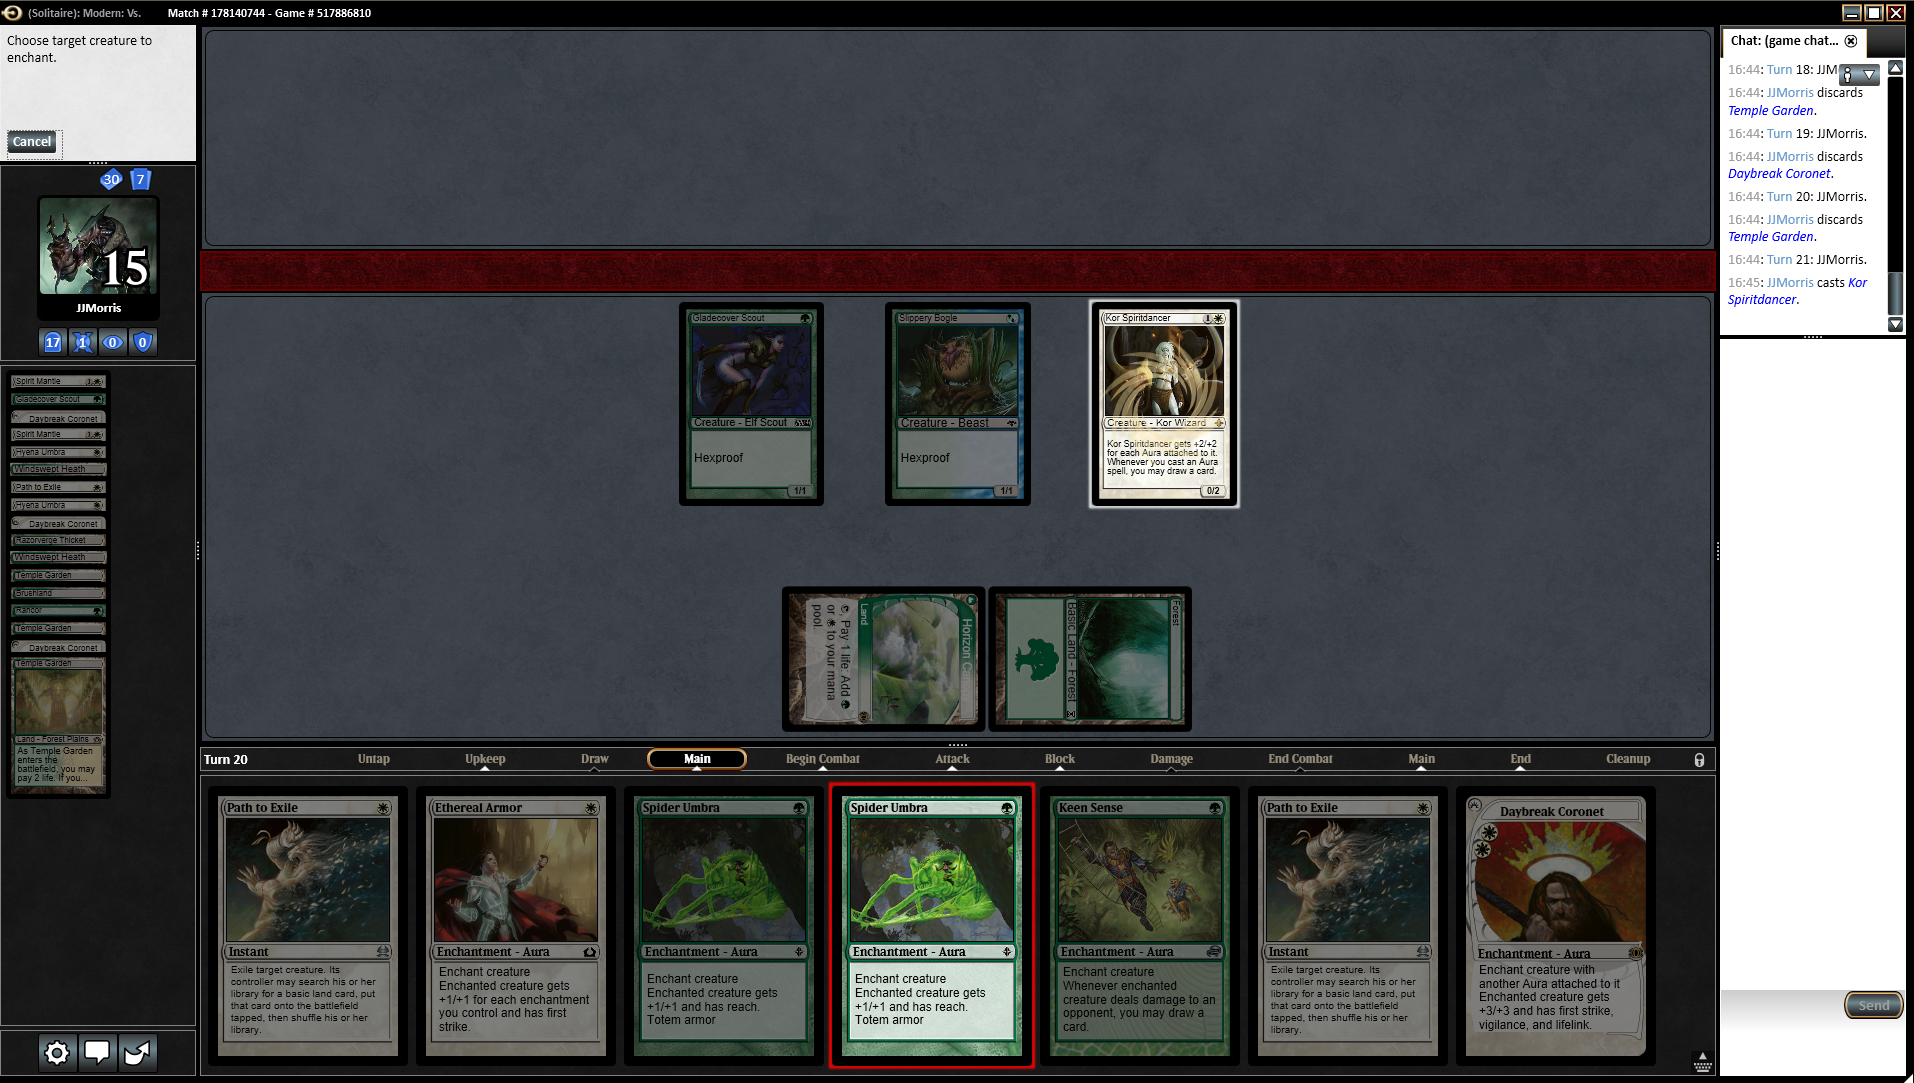 (Solitaire): Modern: Vs. Match # 178140744 - Game # 517886810
Choose target creature to
enchant.
Cancel
30 7
15
JJMorris
17 1 0 0
Spirit Mantle
Gladecover Scout
Daybreak Coronet
Spirit Mantle
Hyena Umbra
Windswept Heath
Path to Exile
Hyena Umbra
Daybreak Coronet
Razorverge Thicket
Windswept Heath
Temple Garden
Brushland
Rancor
Temple Garden
Daybreak Coronet
Temple Garden
Land - Forest Plains
As Temple Garden
enters the
battlefield, you may
pay 2 life. If you...
Gladecover Scout
Creature - Elf Scout
Hexproof
1/1
Slippery Bogle
Creature - Beast
Hexproof
1/1
Kor Spiritdancer 1
Creature - Kor Wizard
Kor Spiritdancer gets +2/+2
for each Aura attached to it.
Whenever you cast an Aura
spell, you may draw a card.
0/2
Horizon
Land
, Pay 1 life: Add
or to your mana
pool.
Forest
Basic Land - Forest
Turn 20 Untap Upkeep Draw Main Begin Combat Attack Block Damage End Combat Main End Cleanup
Path to Exile
Instant
Exile target creature. Its
controller may search his or her
library for a basic land card, put
that card onto the battlefield
tapped, then shuffle his or her
library.
Ethereal Armor
Enchantment - Aura
Enchant creature
Enchanted creature gets
+1/+1 for each enchantment
you control and has first
strike.
Spider Umbra
Enchantment - Aura
Enchant creature
Enchanted creature gets
+1/+1 and has reach.
Totem armor
Spider Umbra
Enchantment - Aura
Enchant creature
Enchanted creature gets
+1/+1 and has reach.
Totem armor
Keen Sense
Enchantment - Aura
Enchant creature
Whenever enchanted
creature deals damage to an
opponent, you may draw a
card.
Path to Exile
Instant
Exile target creature. Its
controller may search his or her
library for a basic land card, put
that card onto the battlefield
tapped, then shuffle his or her
library.
Daybreak Coronet
Enchantment - Aura
Enchant creature with
another Aura attached to it
Enchanted creature gets
+3/+3 and has first strike,
vigilance, and lifelink.
Chat: (game chat...
16:44: Turn 18: JJM
16:44: JJMorris discards
Temple Garden.
16:44: Turn 19: JJMorris.
16:44: JJMorris discards
Daybreak Coronet.
16:44: Turn 20: JJMorris.
16:44: JJMorris discards
Temple Garden.
16:44: Turn 21: JJMorris.
16:45: JJMorris casts Kor
Spiritdancer.
Send